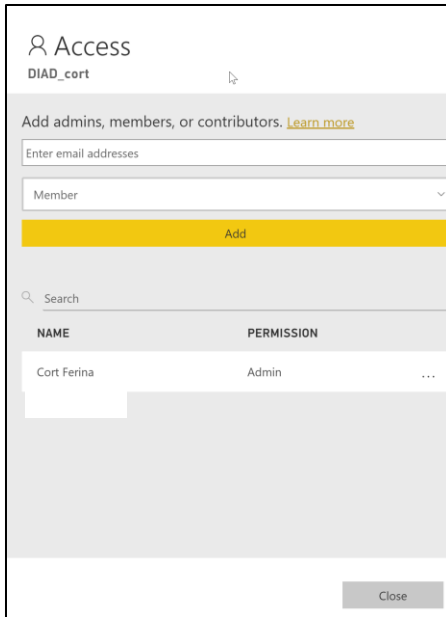 Access
DIAD_cort
Add admins, members, or contributors. Learn more
Enter email addresses
Member
Add
Search
NAME PERMISSION
Cort Ferina Admin ...
Close